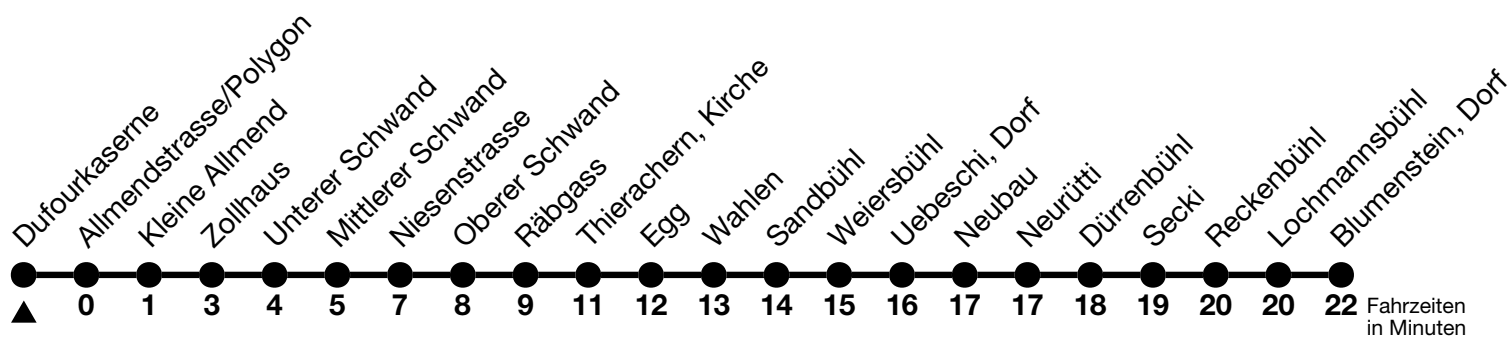 Dufourkaserne
Allmendstrasse/Polygon
Kleine Allmend
Zollhaus
Unterer Schwand
Mittlerer Schwand
Niesenstrasse
Oberer Schwand
Räbgass
Thierachern, Kirche
Egg
Wahlen
Sandbühl
Weiersbühl
Uebeschi, Dorf
Neubau
Neurütti
Dürrenbühl
Secki
Reckenbühl
Lochmannsbühl
Blumenstein, Dorf
0 1 3 4 5 7 8 9 11 12 13 14 15 16 17 17 18 19 20 20 22 Fahrzeiten
in Minuten